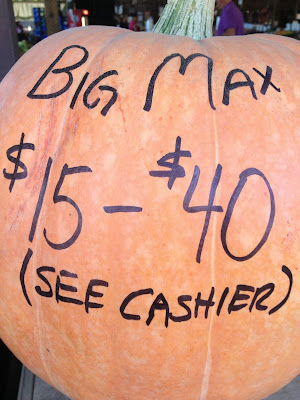 Big Max
$15 - $40
(SEE CASHIER)